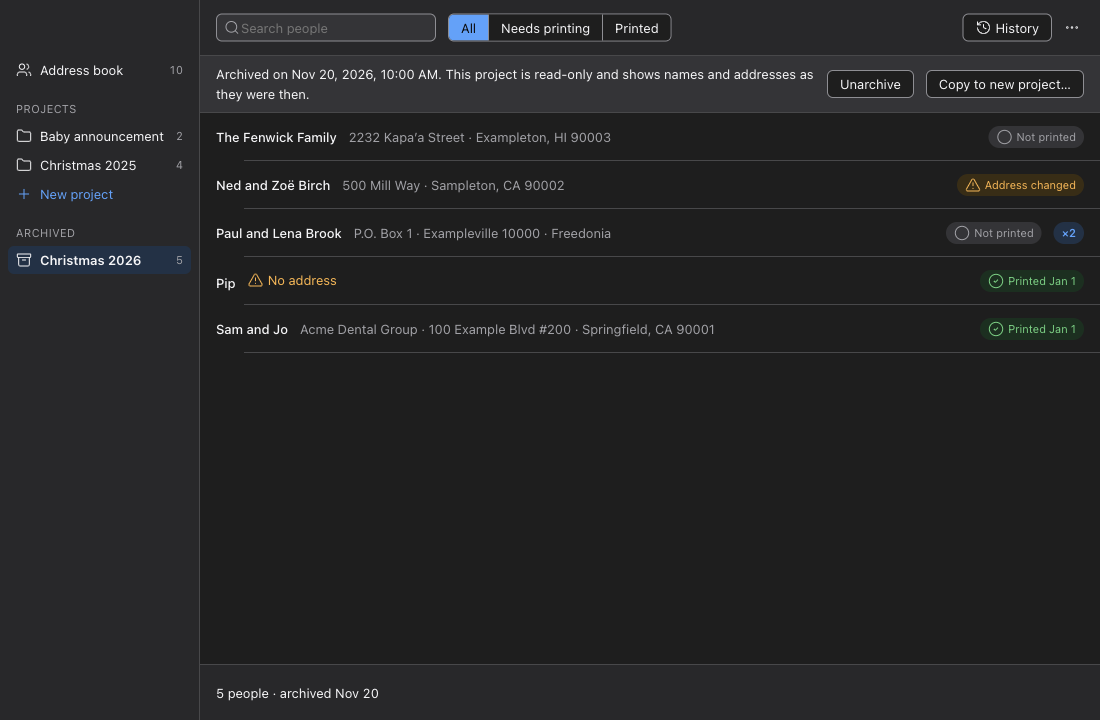 Search people
All
Needs printing
Printed
History
Address book 10
PROJECTS
Baby announcement 2
Christmas 2025 4
New project
ARCHIVED
Christmas 2026 5
Archived on Nov 20, 2026, 10:00 AM. This project is read-only and shows names and addresses as
they were then.
Unarchive
Copy to new project...
The Fenwick Family 2232 Kapaʻa Street · Exampleton, HI 90003 Not printed
Ned and Zoë Birch 500 Mill Way · Sampleton, CA 90002 Address changed
Paul and Lena Brook P.O. Box 1 · Exampleville 10000 · Freedonia Not printed ×2
Pip No address Printed Jan 1
Sam and Jo Acme Dental Group · 100 Example Blvd #200 · Springfield, CA 90001 Printed Jan 1
5 people · archived Nov 20